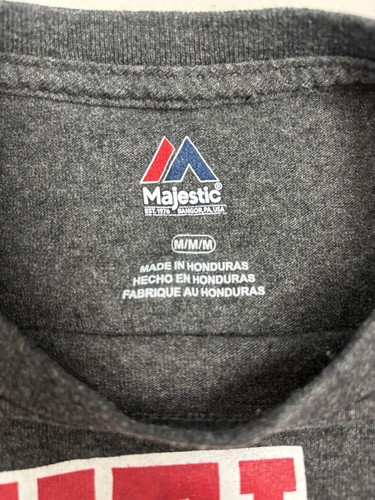 Majestic®
EST. 1976 BANGOR, PA, USA
M/M/M
MADE IN HONDURAS
HECHO EN HONDURAS
FABRIQUE AU HONDURAS